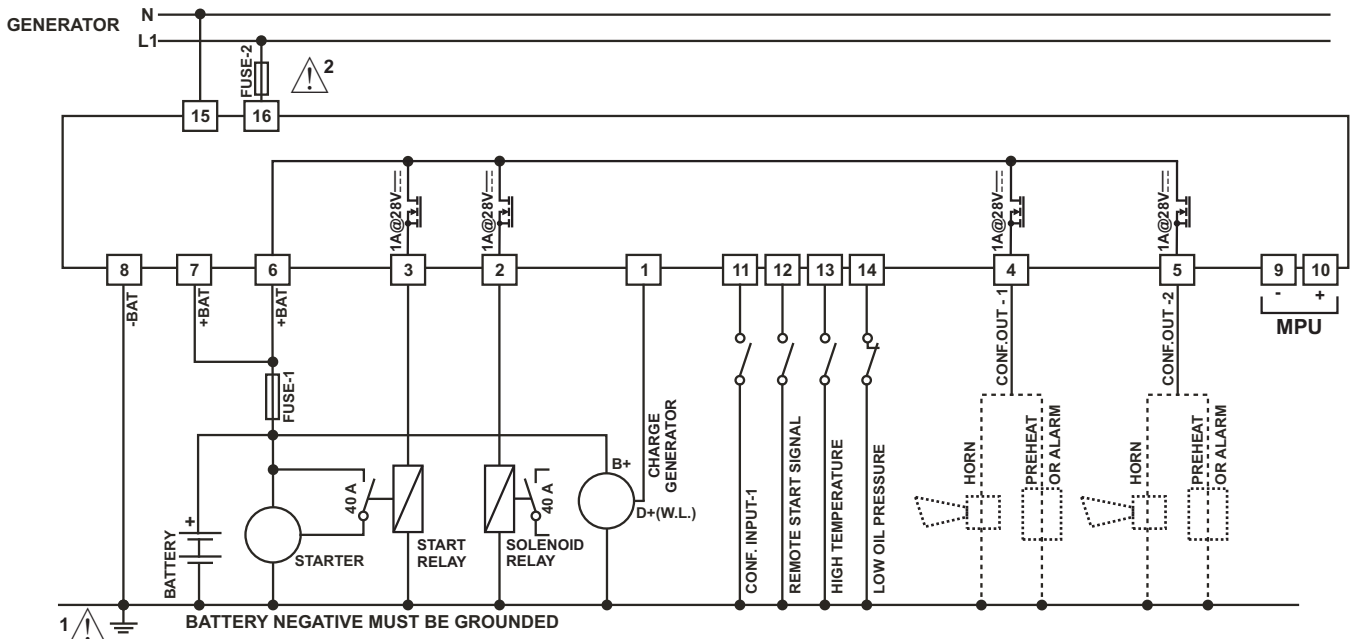 GENERATOR
N
L1
FUSE-2
2
15
16
1A@28V
1A@28V
1A@28V
1A@28V
8
7
6
3
2
1
11
12
13
14
4
5
9
10
-BAT
+BAT
+BAT
- +
MPU
FUSE-1
CONF.OUT - 1
CONF.OUT -2
CHARGE
GENERATOR
B+
D+(W.L.)
40 A
40 A
BATTERY
+
STARTER
START
RELAY
SOLENOID
RELAY
CONF. INPUT-1
REMOTE START SIGNAL
HIGH TEMPERATURE
LOW OIL PRESSURE
HORN
PREHEAT
OR ALARM
HORN
PREHEAT
OR ALARM
1
BATTERY NEGATIVE MUST BE GROUNDED